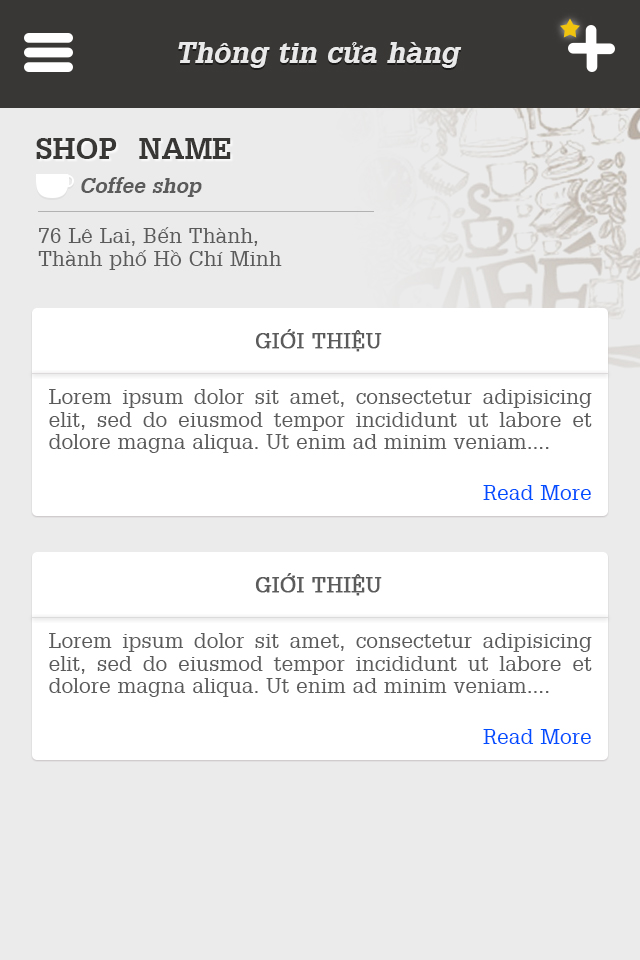 Thông tin cửa hàng
SHOP NAME
Coffee shop
76 Lê Lai, Bến Thành,
Thành phố Hồ Chí Minh
CAFE
GIỚI THIỆU
Lorem ipsum dolor sit amet, consectetur adipisicing
elit, sed do eiusmod tempor incididunt ut labore et
dolore magna aliqua. Ut enim ad minim veniam....
Read More
GIỚI THIỆU
Lorem ipsum dolor sit amet, consectetur adipisicing
elit, sed do eiusmod tempor incididunt ut labore et
dolore magna aliqua. Ut enim ad minim veniam....
Read More